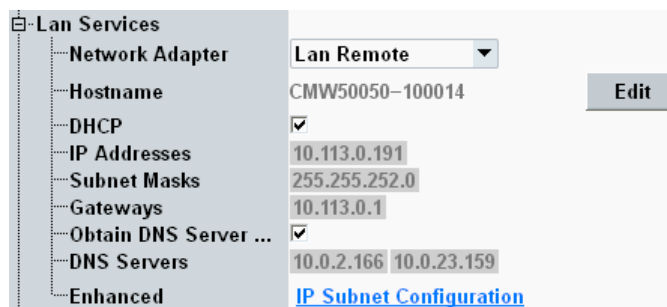 Lan Services
Network Adapter Lan Remote
Hostname CMW50050-100014 Edit
DHCP
IP Addresses 10.113.0.191
Subnet Masks 255.255.252.0
Gateways 10.113.0.1
Obtain DNS Server ...
DNS Servers 10.0.2.166 10.0.23.159
Enhanced IP Subnet Configuration